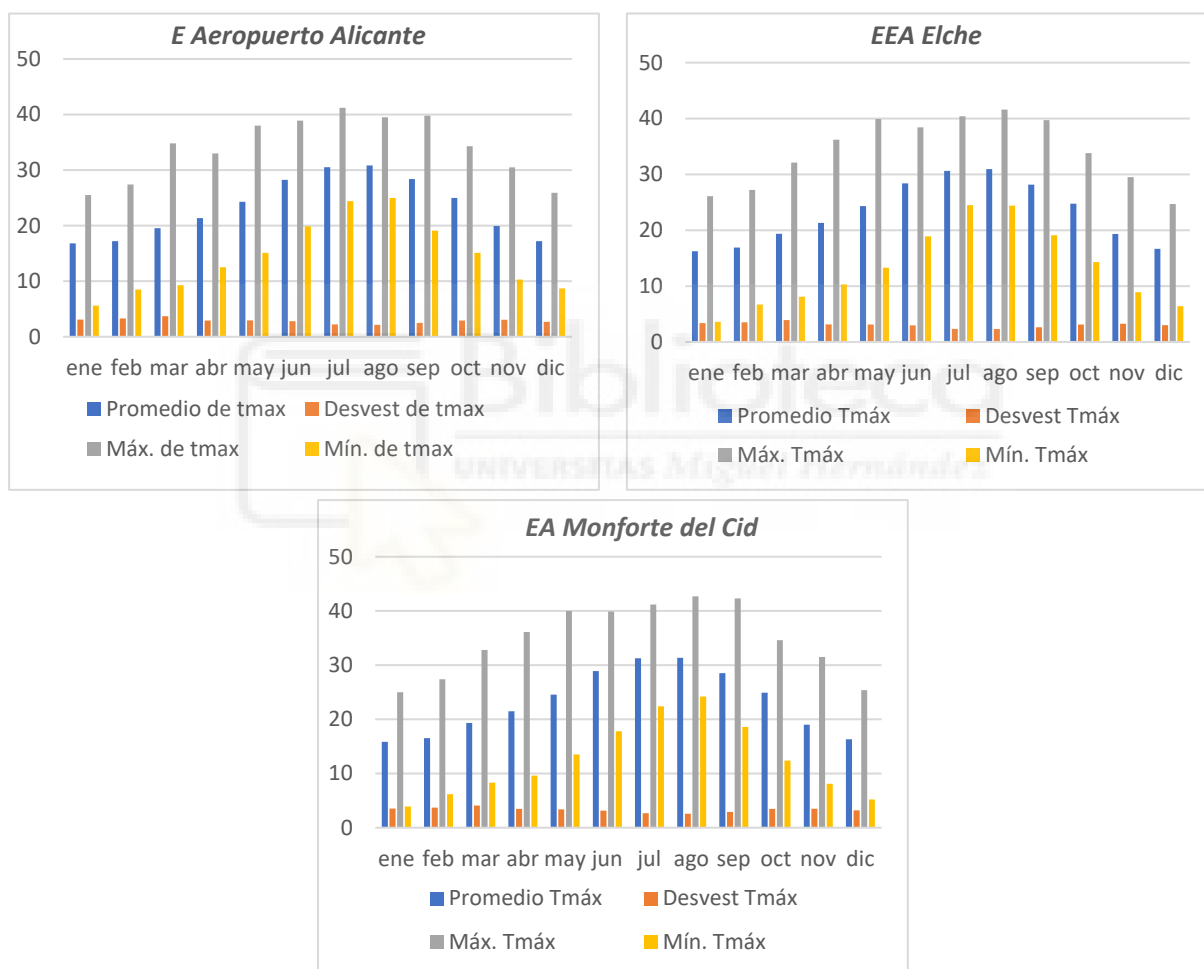 E Aeropuerto Alicante
50
40
30
20
10
0
ene feb mar abr may jun jul ago sep oct nov dic
Promedio de tmax Desvest de tmax
Máx. de tmax Mín. de tmax
EEA Elche
50
40
30
20
10
0
ene feb mar abr may jun jul ago sep oct nov dic
Promedio Tmáx Desvest Tmáx
Máx. Tmáx Mín. Tmáx
Biblioteca
UNIVERSITAS Miguel Hernández
EA Monforte del Cid
50
40
30
20
10
0
ene feb mar abr may jun jul ago sep oct nov dic
Promedio Tmáx Desvest Tmáx
Máx. Tmáx Mín. Tmáx